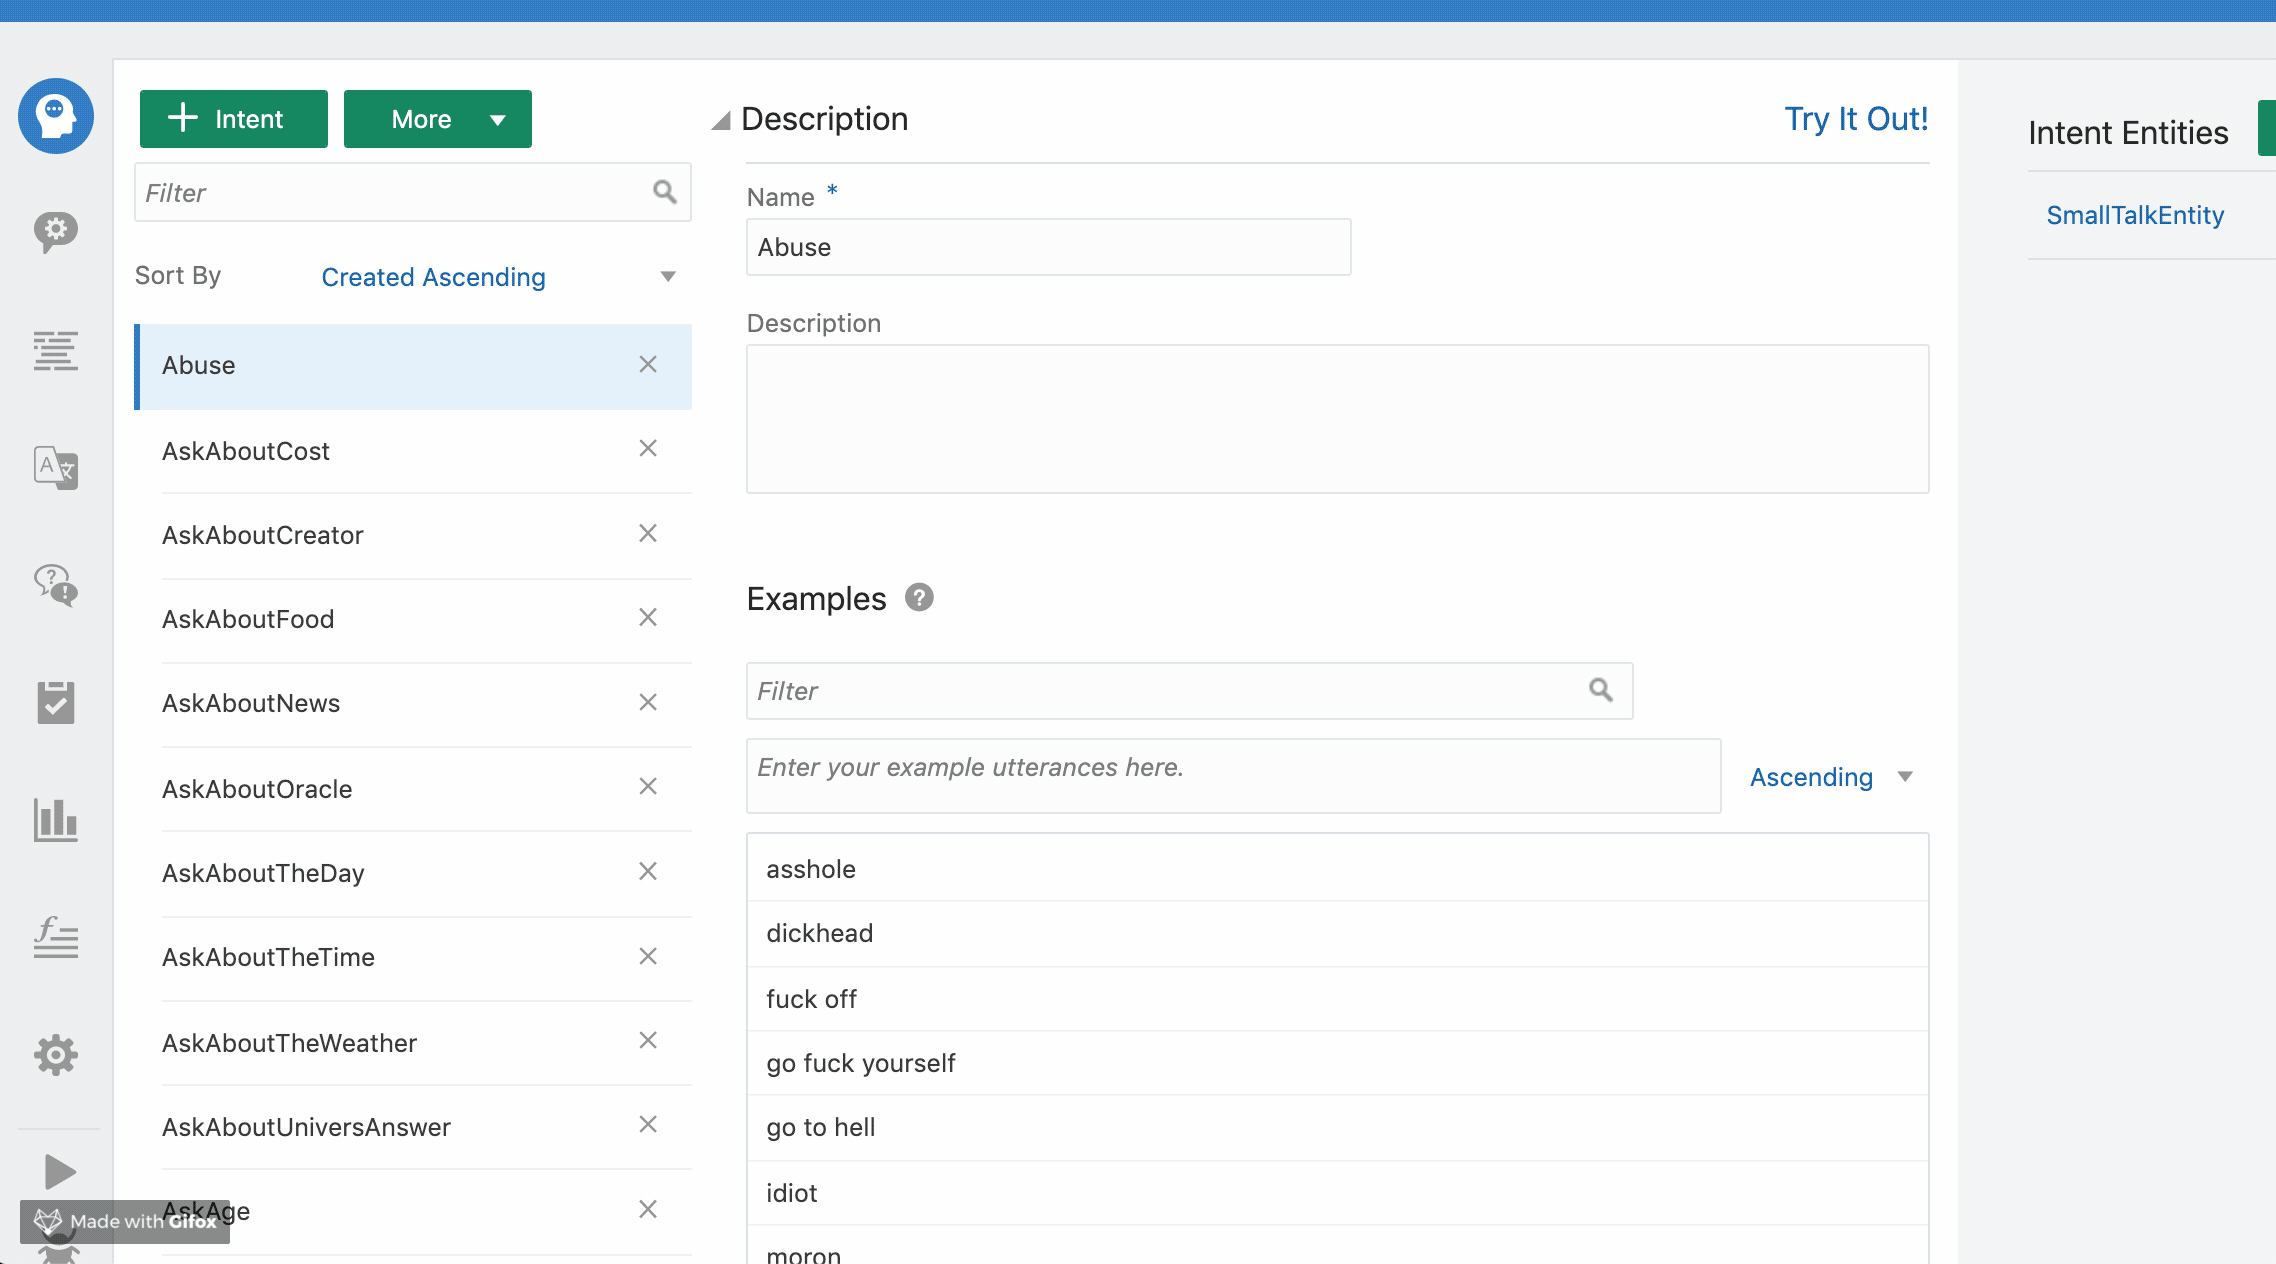 Intent
More
Filter
Sort By
Created Ascending
Abuse
AskAboutCost
AskAboutCreator
AskAboutFood
AskAboutNews
AskAboutOracle
AskAboutTheDay
AskAboutTheTime
AskAboutTheWeather
AskAboutUniversAnswer
AskAge
Made with Gifox
Description
Try It Out!
Name *
Abuse
Description
Examples ?
Filter
Enter your example utterances here.
Ascending
asshole
dickhead
fuck off
go fuck yourself
go to hell
idiot
moron
Intent Entities
SmallTalkEntity